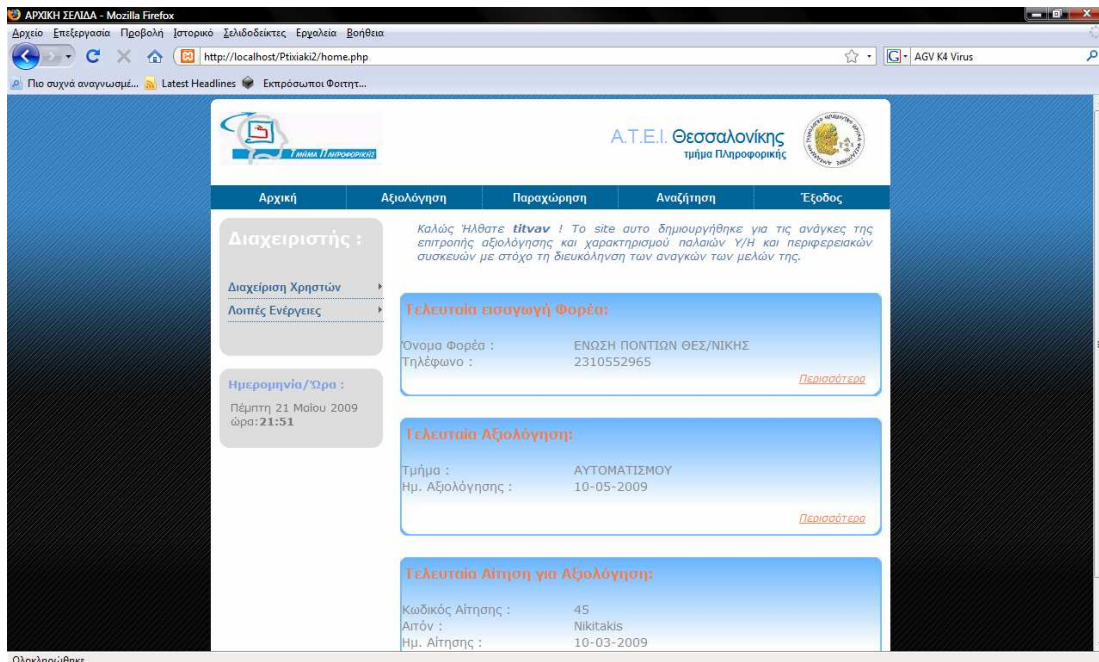 ΑΡΧΙΚΗ ΣΕΛΙΔΑ - Mozilla Firefox
Αρχείο Επεξεργασία Προβολή Ιστορικό Σελιδοδείκτες Εργαλεία Βοήθεια
http://localhost/Ptixiaki2/home.php
AGV K4 Virus
Πιο συχνά αναγνωσμέ... Latest Headlines Εκπρόσωποι Φοιτητ...
ΤΜΗΜΑ ΠΛΗΡΟΦΟΡΙΚΗΣ
Α.Τ.Ε.Ι. Θεσσαλονίκης
τμήμα Πληροφορικής
Αρχική Αξιολόγηση Παραχώρηση Αναζήτηση Έξοδος
Διαχειριστής :
Διαχείριση Χρηστών
Λοιπές Ενέργειες
Ημερομηνία/Ώρα :
Πέμπτη 21 Μαΐου 2009
ώρα:21:51
Καλώς Ήλθατε titvav ! Το site αυτο δημιουργήθηκε για τις ανάγκες της
επιτροπής αξιολόγησης και χαρακτηρισμού παλαιών Υ/Η και περιφερειακών
συσκευών με στόχο τη διευκόληνση των αναγκών των μελών της.
Τελευταία εισαγωγή Φορέα:
Όνομα Φορέα : ΕΝΩΣΗ ΠΟΝΤΙΩΝ ΘΕΣ/ΝΙΚΗΣ
Τηλέφωνο : 2310552965
Περισσότερα
Τελευταία Αξιολόγηση:
Τμήμα : ΑΥΤΟΜΑΤΙΣΜΟΥ
Ημ. Αξιολόγησης : 10-05-2009
Περισσότερα
Τελευταία Αίτηση για Αξιολόγηση:
Κωδικός Αίτησης : 45
Αιτόν : Nikitakis
Ημ. Αίτησης : 10-03-2009
Ολοκληρώθηκε